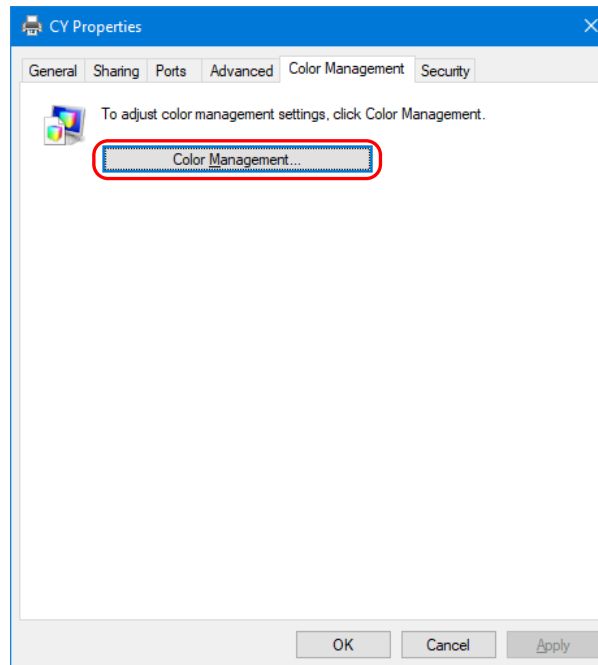 CY Properties
General Sharing Ports Advanced Color Management Security
To adjust color management settings, click Color Management.
Color Management...
OK Cancel Apply